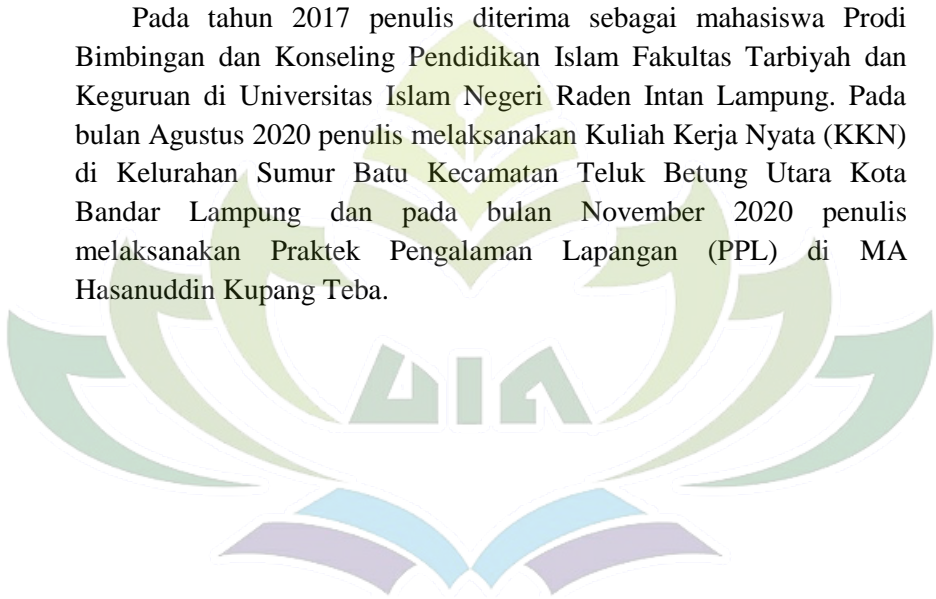 Pada tahun 2017 penulis diterima sebagai mahasiswa Prodi
Bimbingan dan Konseling Pendidikan Islam Fakultas Tarbiyah dan
Keguruan di Universitas Islam Negeri Raden Intan Lampung. Pada
bulan Agustus 2020 penulis melaksanakan Kuliah Kerja Nyata (KKN)
di Kelurahan Sumur Batu Kecamatan Teluk Betung Utara Kota
Bandar Lampung dan pada bulan November 2020 penulis
melaksanakan Praktek Pengalaman Lapangan (PPL) di MA
Hasanuddin Kupang Teba.
UIN